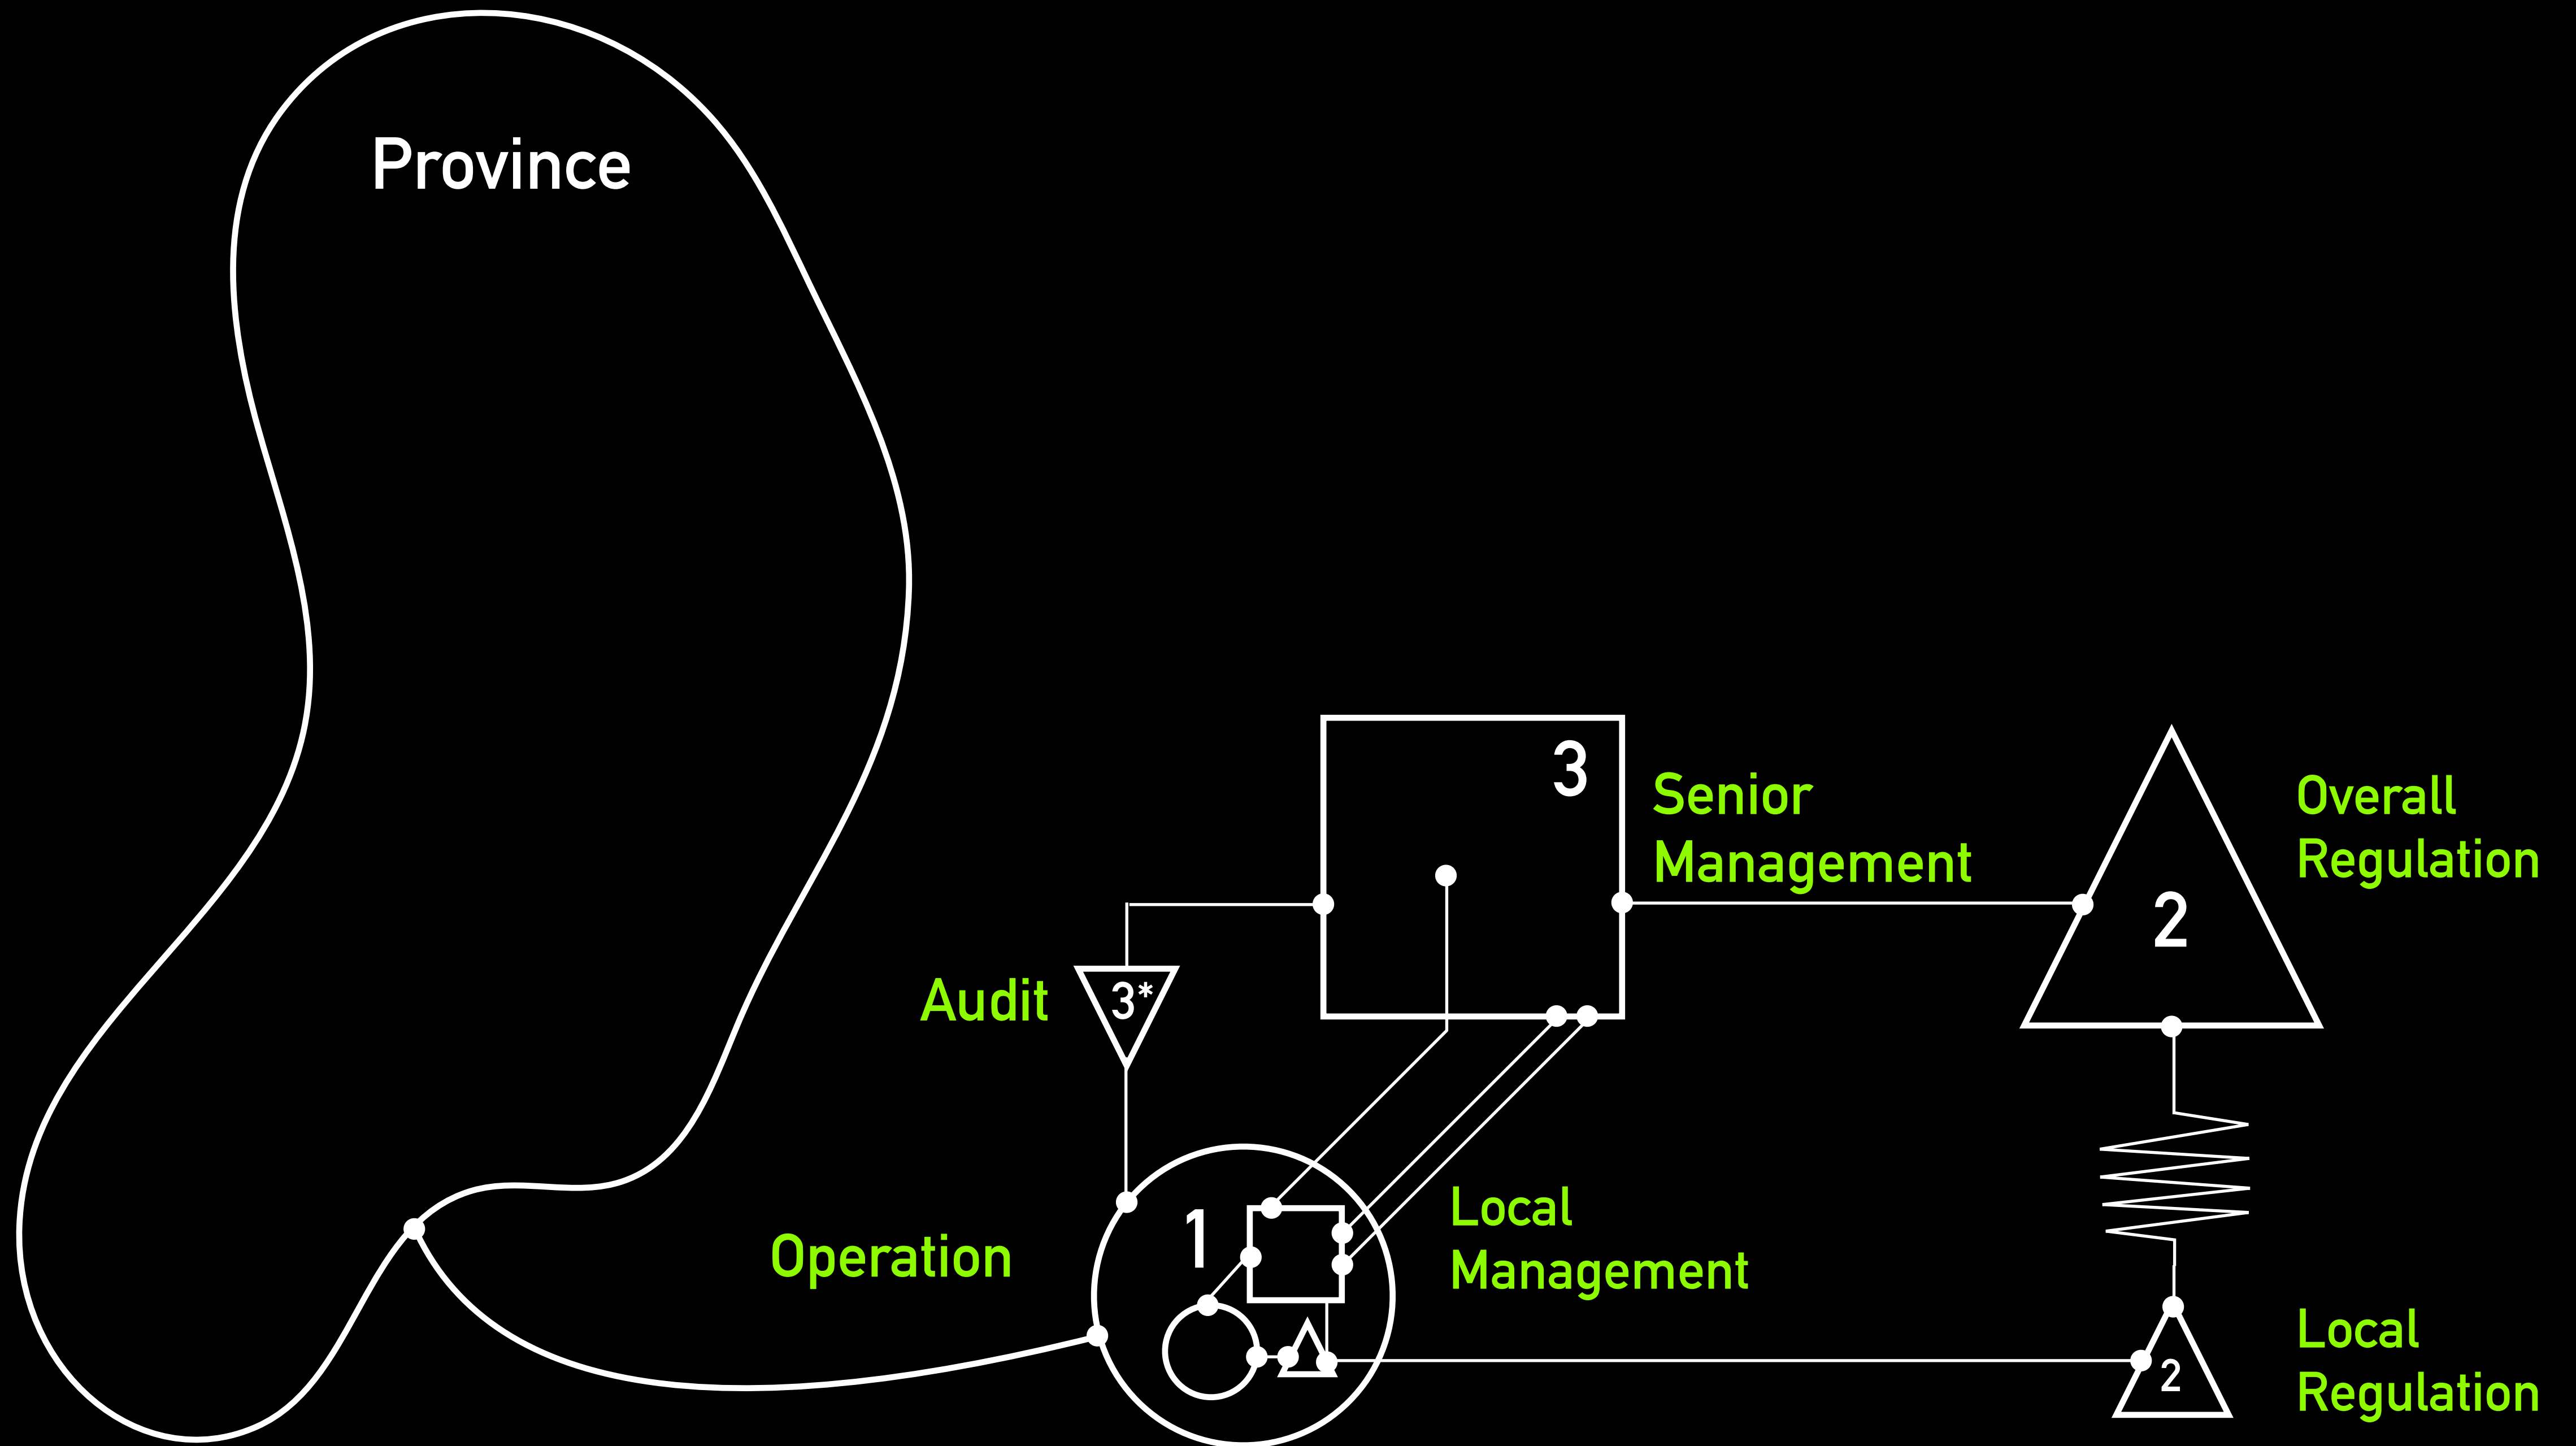 Province
3
Senior
Management
Overall
Regulation
2
Audit
3*
Operation
1
Local
Management
Local
Regulation
2